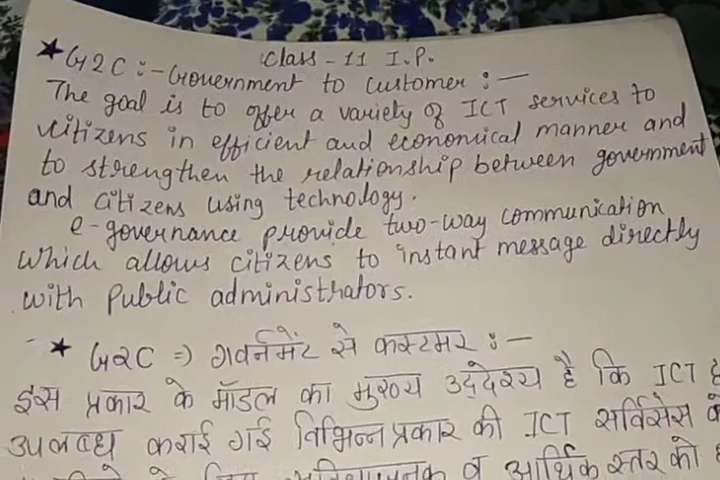 Class - 11 I.P.
★ G2C :- Government to Customer : —
The goal is to offer a variety of ICT services to
citizens in efficient and economical manner and
to strengthen the relationship between government
and citizens using technology.
e-governance provide two-way communication
which allows citizens to instant message directly
with Public administrators.
- ★ G2C => गवर्नमेंट से कस्टमर : —
इस प्रकार के मॉडल का मुख्य उद्देश्य है कि ICT
उपलब्ध कराई गई विभिन्न प्रकार की ICT सर्विसेस
व आर्थिक स्तर को